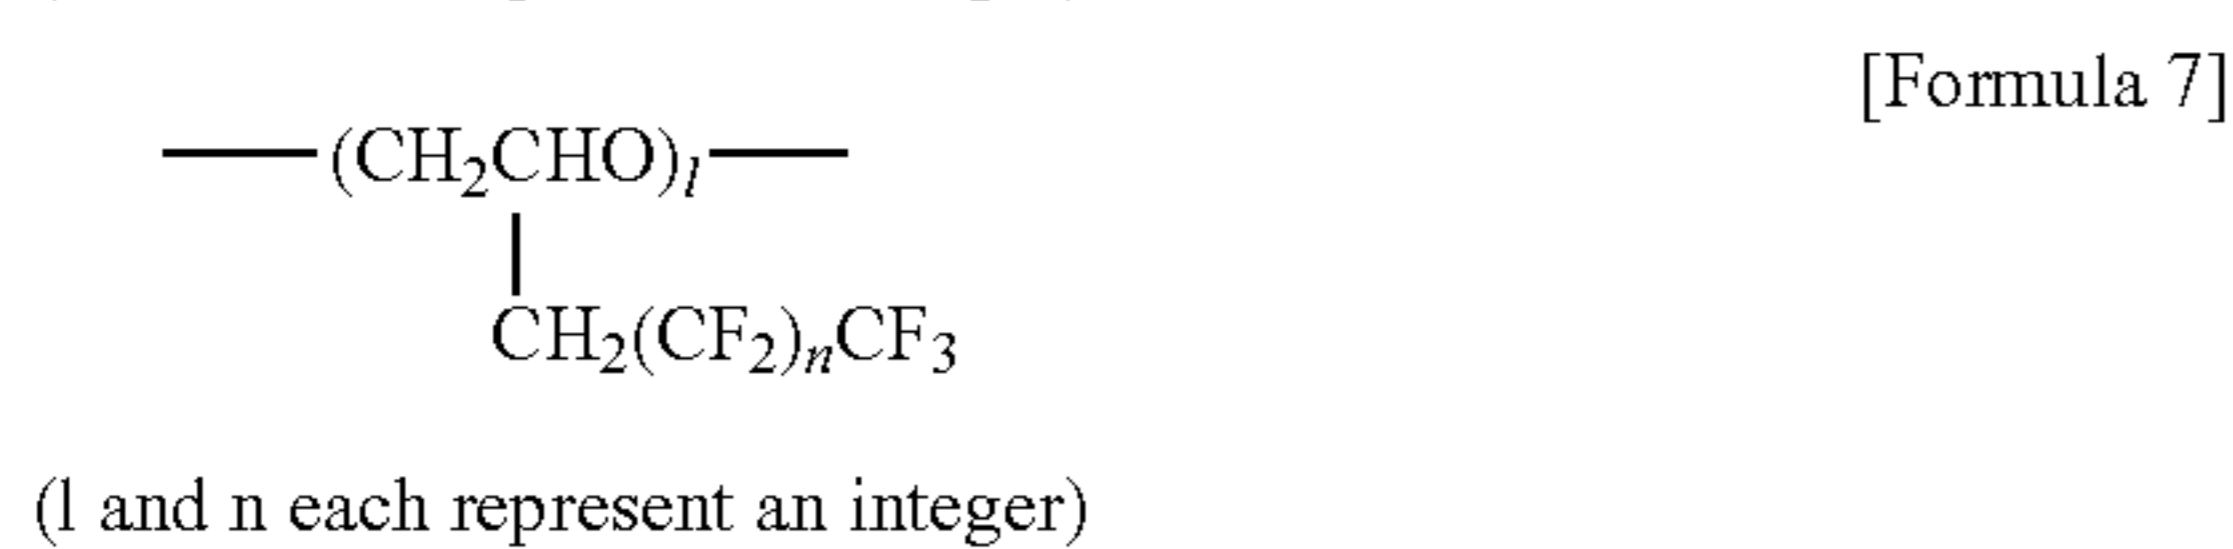 [Formula 7]
—(CH₂CHO)ₗ—
CH₂(CF₂)ₙCF₃
(l and n each represent an integer)